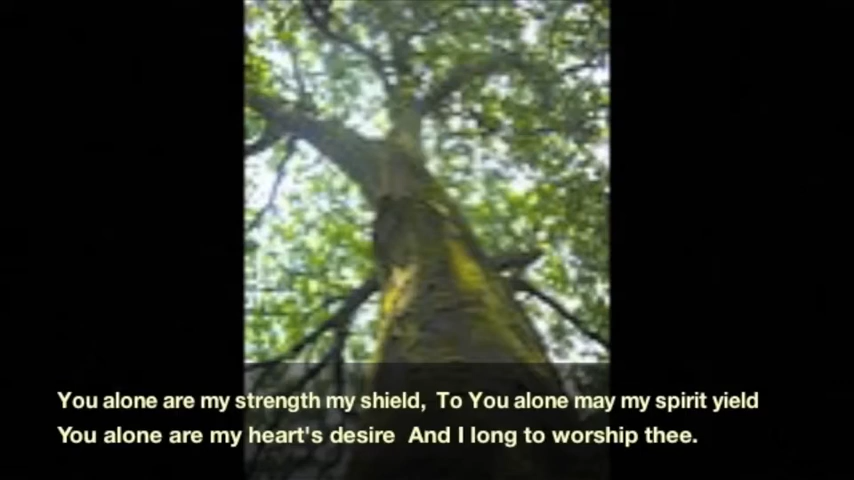 You alone are my strength my shield, To You alone may my spirit yield
You alone are my heart's desire And I long to worship thee.